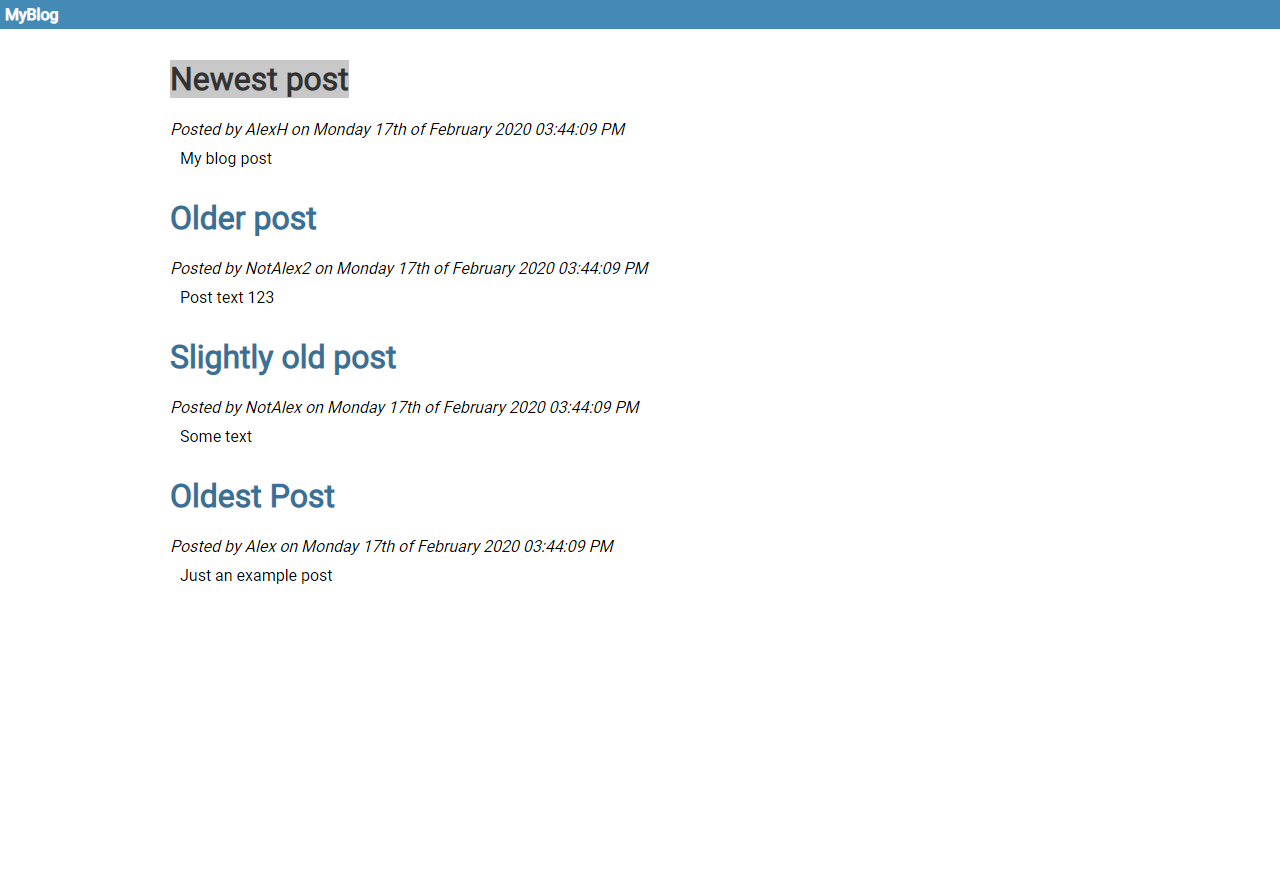 MyBlog
Newest post
Posted by AlexH on Monday 17th of February 2020 03:44:09 PM
My blog post
Older post
Posted by NotAlex2 on Monday 17th of February 2020 03:44:09 PM
Post text 123
Slightly old post
Posted by NotAlex on Monday 17th of February 2020 03:44:09 PM
Some text
Oldest Post
Posted by Alex on Monday 17th of February 2020 03:44:09 PM
Just an example post